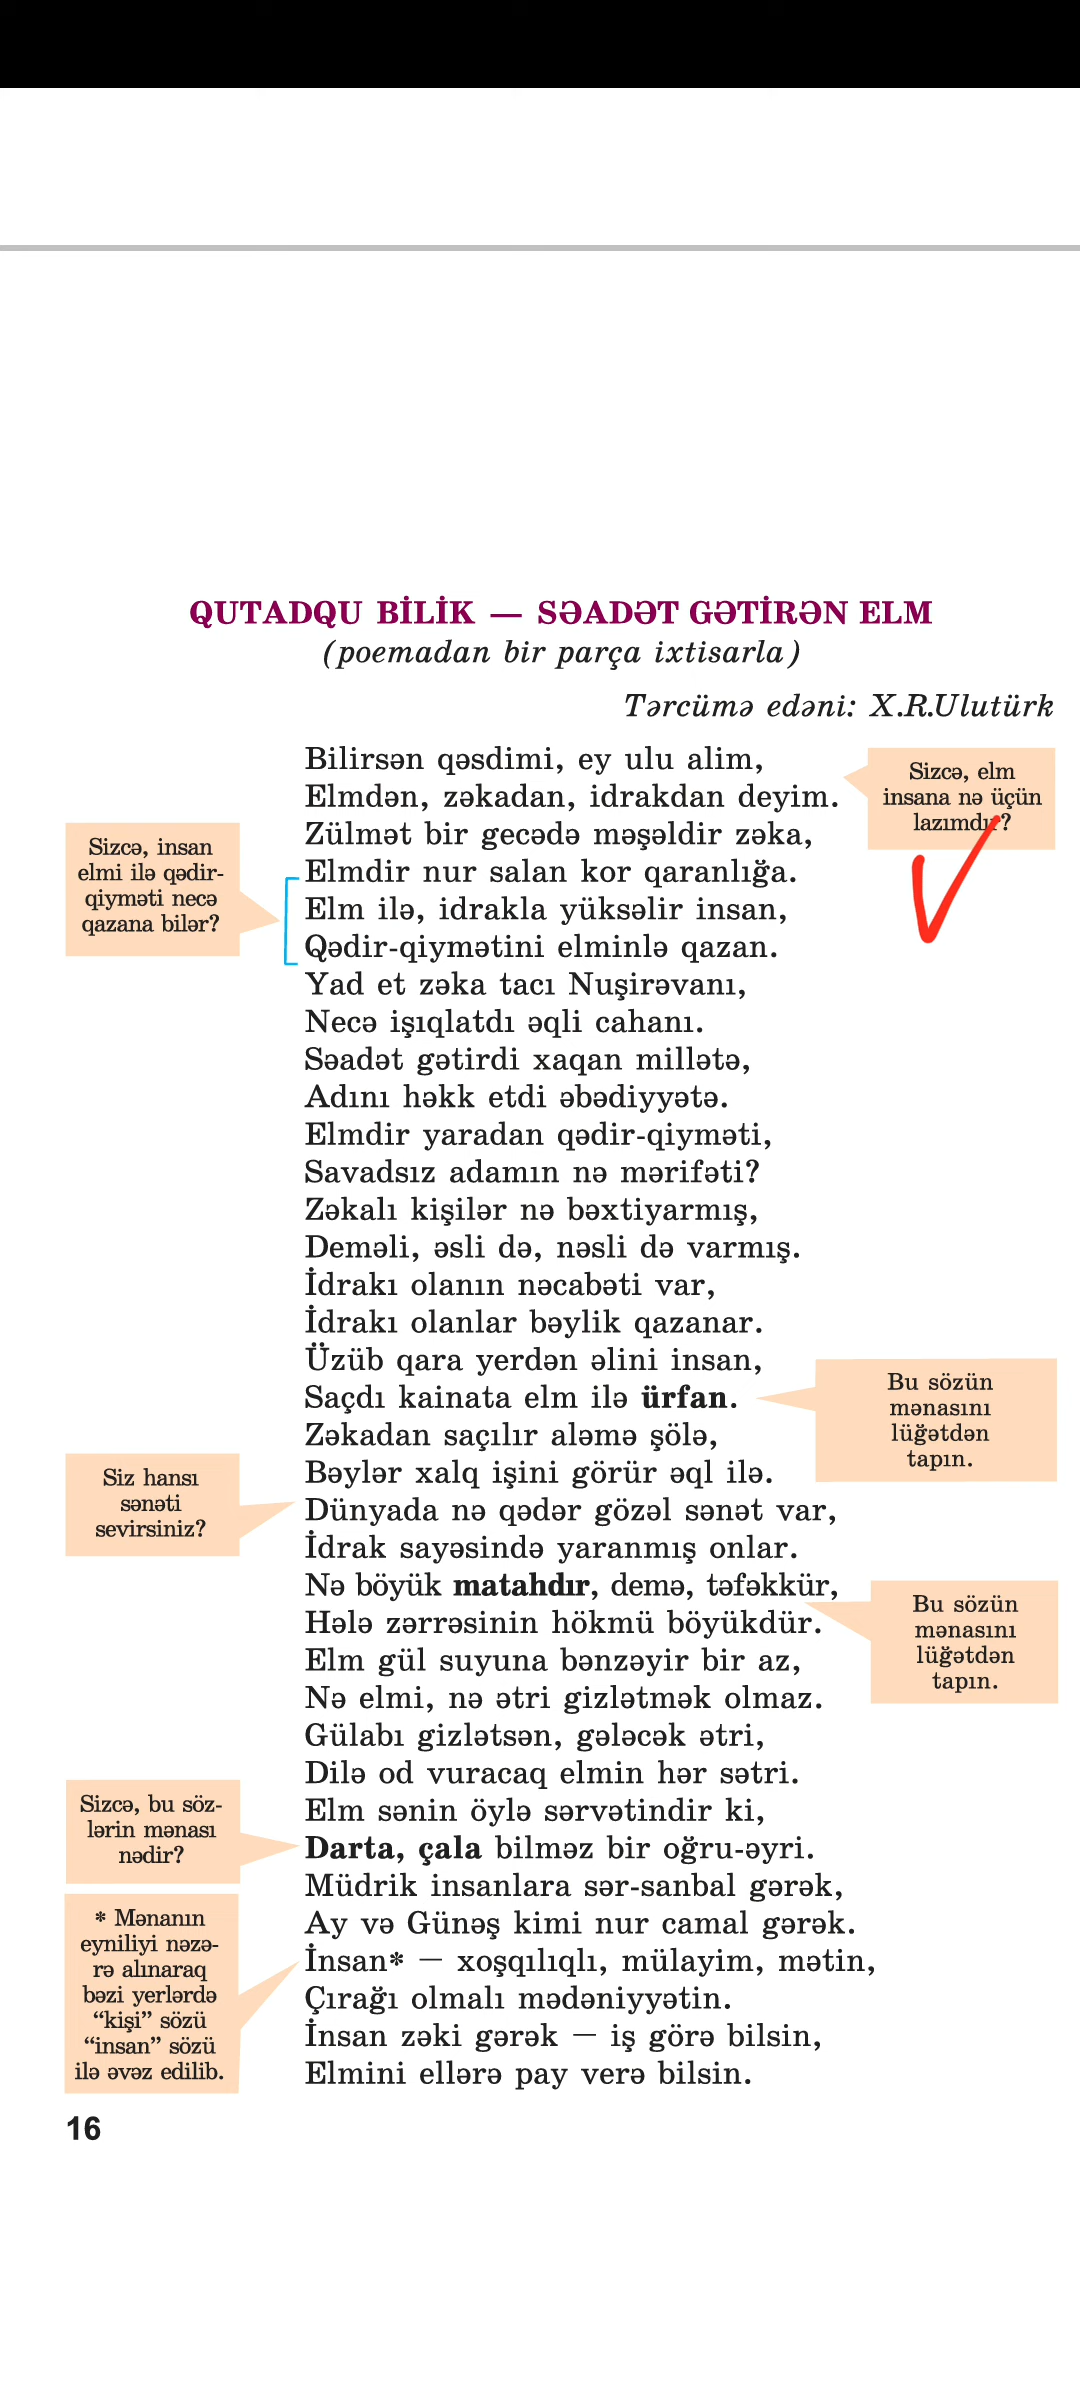 QUTADQU BİLİK — SƏADƏT GƏTİRƏN ELM
(poemadan bir parça ixtisarla)
Tərcümə edəni: X.R.Ulutürk
Bilirsən qəsdimi, ey ulu alim,
Elmdən, zəkadan, idrakdan deyim.
Zülmət bir gecədə məşəldir zəka,
Elmdir nur salan kor qaranlığa.
Elm ilə, idrakla yüksəlir insan,
Qədir-qiymətini elminlə qazan.
Yad et zəka tacı Nuşirəvanı,
Necə işıqlatdı əqli cahanı.
Səadət gətirdi xaqan millətə,
Adını həkk etdi əbədiyyətə.
Elmdir yaradan qədir-qiyməti,
Savadsız adamın nə mərifəti?
Zəkalı kişilər nə bəxtiyarmış,
Deməli, əsli də, nəsli də varmış.
İdrakı olanın nəcabəti var,
İdrakı olanlar bəylik qazanar.
Üzüb qara yerdən əlini insan,
Saçdı kainata elm ilə ürfan.
Zəkadan saçılır aləmə şölə,
Bəylər xalq işini görür əql ilə.
Dünyada nə qədər gözəl sənət var,
İdrak sayəsində yaranmış onlar.
Nə böyük matahdır, demə, təfəkkür,
Hələ zərrəsinin hökmü böyükdür.
Elm gül suyuna bənzəyir bir az,
Nə elmi, nə ətri gizlətmək olmaz.
Gülabı gizlətsən, gələcək ətri,
Dilə od vuracaq elmin hər sətri.
Elm sənin öylə sərvətindir ki,
Darta, çala bilməz bir oğru-əyri.
Müdrik insanlara sər-sanbal gərək,
Ay və Günəş kimi nur camal gərək.
İnsan* — xoşqılıqlı, mülayim, mətin,
Çırağı olmalı mədəniyyətin.
İnsan zəki gərək — iş görə bilsin,
Elmini ellərə pay verə bilsin.
Sizcə, elm
insana nə üçün
lazımdır?
Sizcə, insan
elmi ilə qədir-
qiyməti necə
qazana bilər?
Bu sözün
mənasını
lüğətdən
tapın.
Siz hansı
sənəti
sevirsiniz?
Bu sözün
mənasını
lüğətdən
tapın.
Sizcə, bu söz-
lərin mənası
nədir?
* Mənanın
eyniliyi nəzə-
rə alınaraq
bəzi yerlərdə
“kişi” sözü
“insan” sözü
ilə əvəz edilib.
16